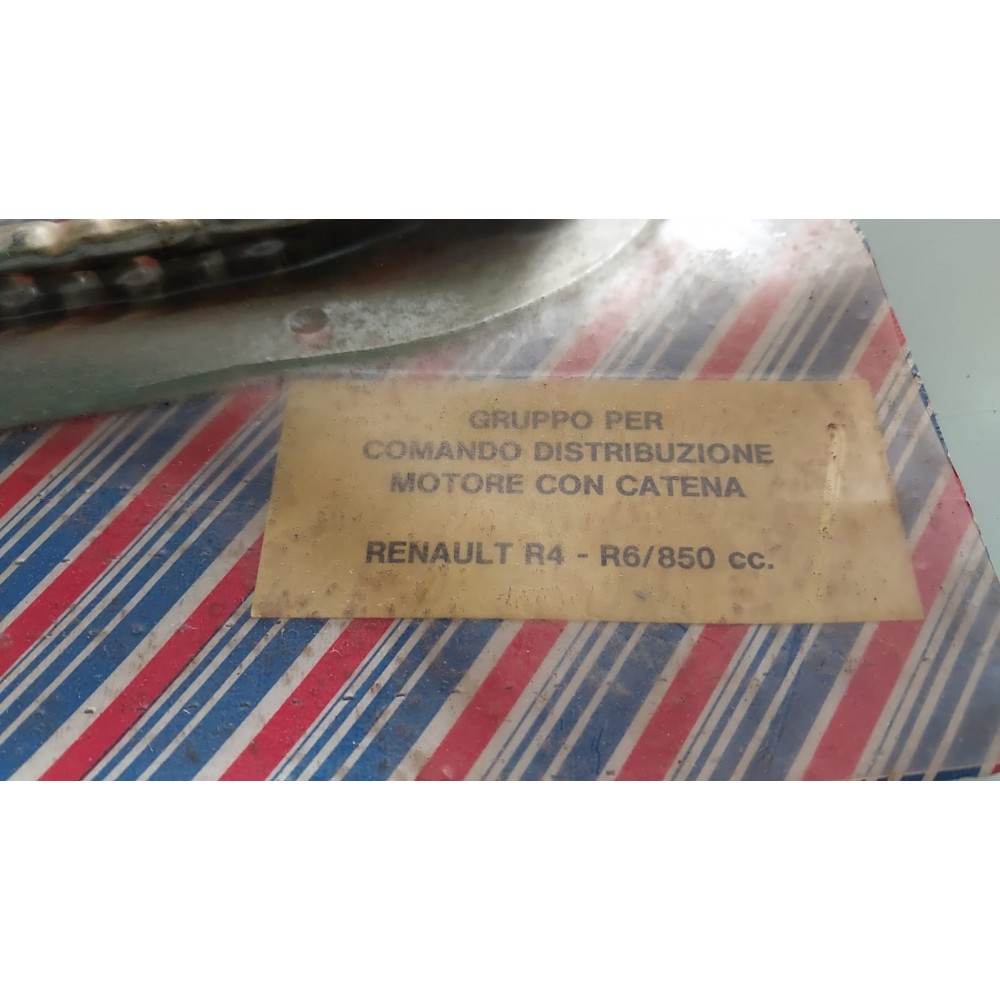 GRUPPO PER
COMANDO DISTRIBUZIONE
MOTORE CON CATENA
RENAULT R4 - R6/850 cc.